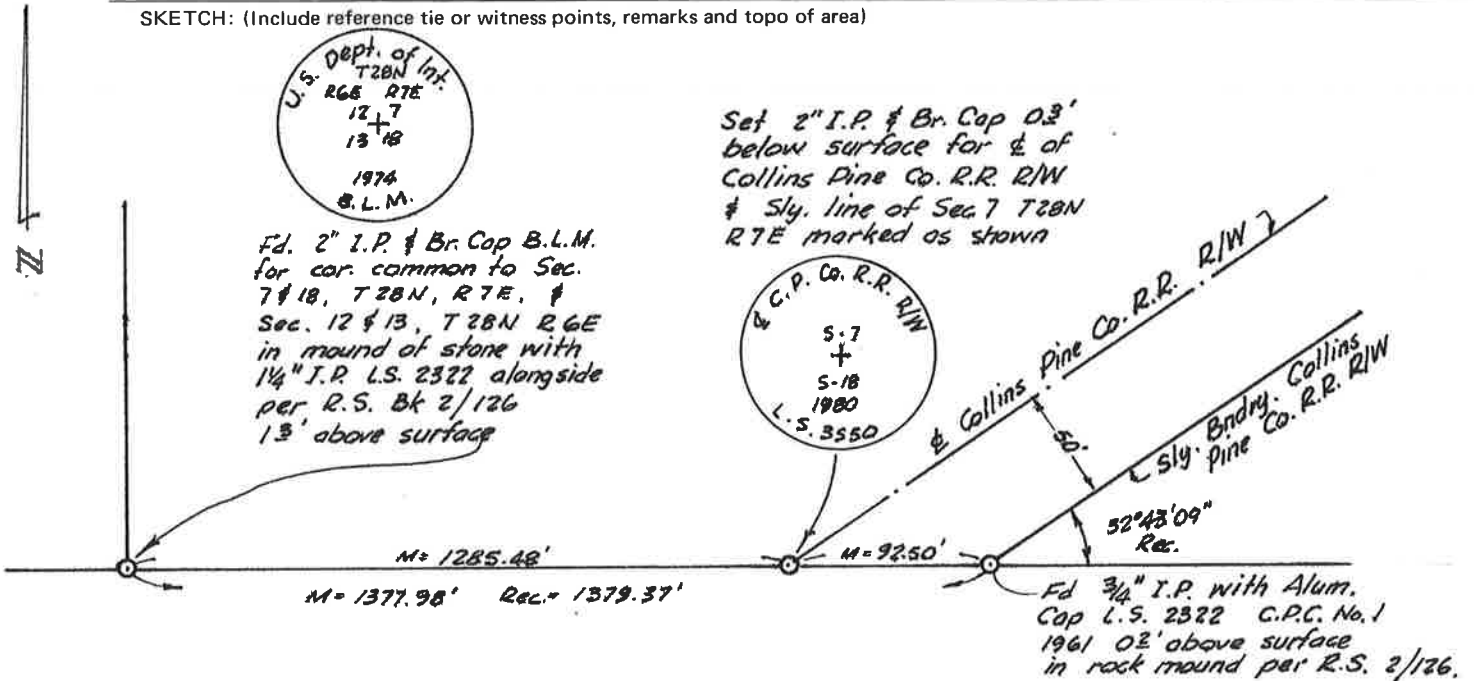 SKETCH: (Include reference tie or witness points, remarks and topo of area)
U.S. Dept. of Int.
T28N
R6E R7E
12 7
13 18
1974
B.L.M.
N
Fd. 2" I.P. & Br. Cap B.L.M.
for cor. common to Sec.
7 & 18, T 28N, R 7E, &
Sec. 12 & 13, T 28N R 6E
in mound of stone with
1¼" I.P. L.S. 2322 alongside
per R.S. Bk 2/126
1.3' above surface
Set 2" I.P. & Br. Cap 0.3'
below surface for ℄ of
Collins Pine Co. R.R. R/W
& Sly. line of Sec. 7 T28N
R7E marked as shown
℄ C.P. Co. R.R. R/W
S-7
S-18
1980
L.S. 3550
℄ Collins Pine Co. R.R. R/W
50'
Sly. Bndry. Collins
Pine Co. R.R. R/W
32°43'09"
Rec.
M= 1285.48'
M=92.50'
M= 1377.98' Rec.= 1379.37'
Fd ¾" I.P. with Alum.
Cap L.S. 2322 C.P.C. No.1
1961 0.2' above surface
in rock mound per R.S. 2/126.